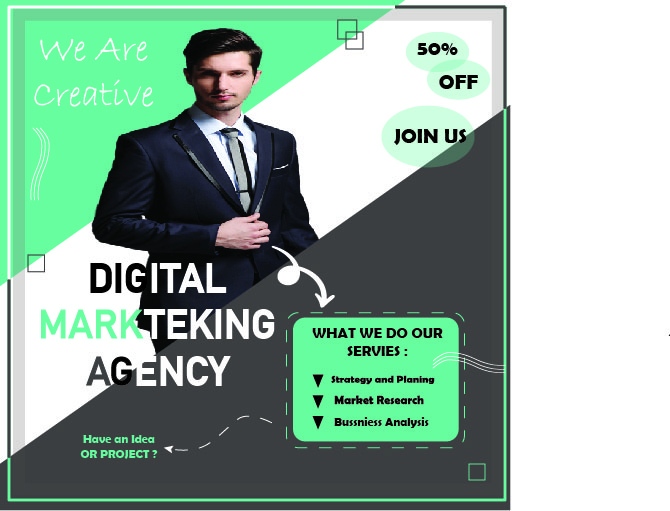 We Are
Creative
50%
OFF
JOIN US
DIGITAL
MARKTEKING
AGENCY
WHAT WE DO OUR
SERVIES :
Strategy and Planing
Market Research
Bussniess Analysis
Have an Idea
OR PROJECT ?